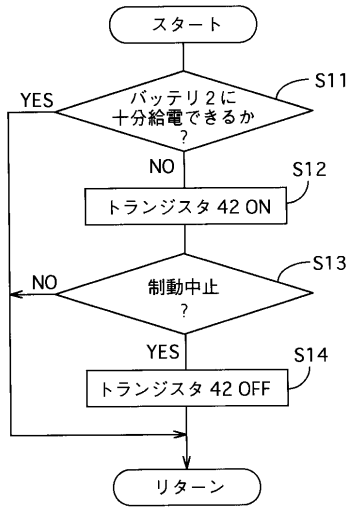 スタート
S11
YES
バッテリ2に
十分給電できるか
?
NO
S12
トランジスタ 42 ON
S13
NO
制動中止
?
YES
S14
トランジスタ 42 OFF
リターン